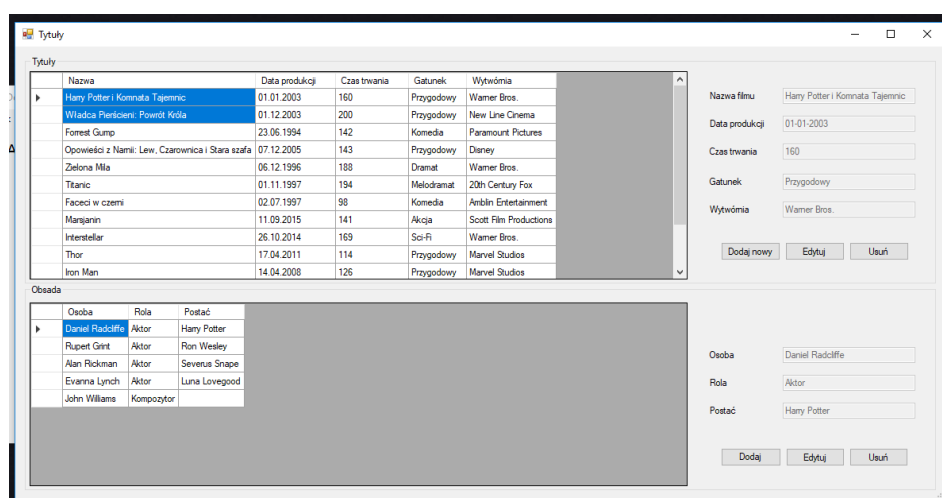 Tytuły
Tytuły
Nazwa Data produkcji Czas trwania Gatunek Wytwórnia
Harry Potter i Komnata Tajemnic 01.01.2003 160 Przygodowy Warner Bros.
Władca Pierścieni: Powrót Króla 01.12.2003 200 Przygodowy New Line Cinema
Forrest Gump 23.06.1994 142 Komedia Paramount Pictures
Opowieści z Narnii: Lew, Czarownica i Stara szafa 07.12.2005 143 Przygodowy Disney
Zielona Mila 06.12.1996 188 Dramat Warner Bros.
Titanic 01.11.1997 194 Melodramat 20th Century Fox
Faceci w czerni 02.07.1997 98 Komedia Amblin Entertainment
Marsjanin 11.09.2015 141 Akcja Scott Film Productions
Interstellar 26.10.2014 169 Sci-Fi Warner Bros.
Thor 17.04.2011 114 Przygodowy Marvel Studios
Iron Man 14.04.2008 126 Przygodowy Marvel Studios
Nazwa filmu Harry Potter i Komnata Tajemnic
Data produkcji 01-01-2003
Czas trwania 160
Gatunek Przygodowy
Wytwórnia Warner Bros.
Dodaj nowy Edytuj Usuń
Obsada
Osoba Rola Postać
Daniel Radcliffe Aktor Harry Potter
Rupert Grint Aktor Ron Wesley
Alan Rickman Aktor Severus Snape
Evanna Lynch Aktor Luna Lovegood
John Williams Kompozytor
Osoba Daniel Radcliffe
Rola Aktor
Postać Harry Potter
Dodaj Edytuj Usuń